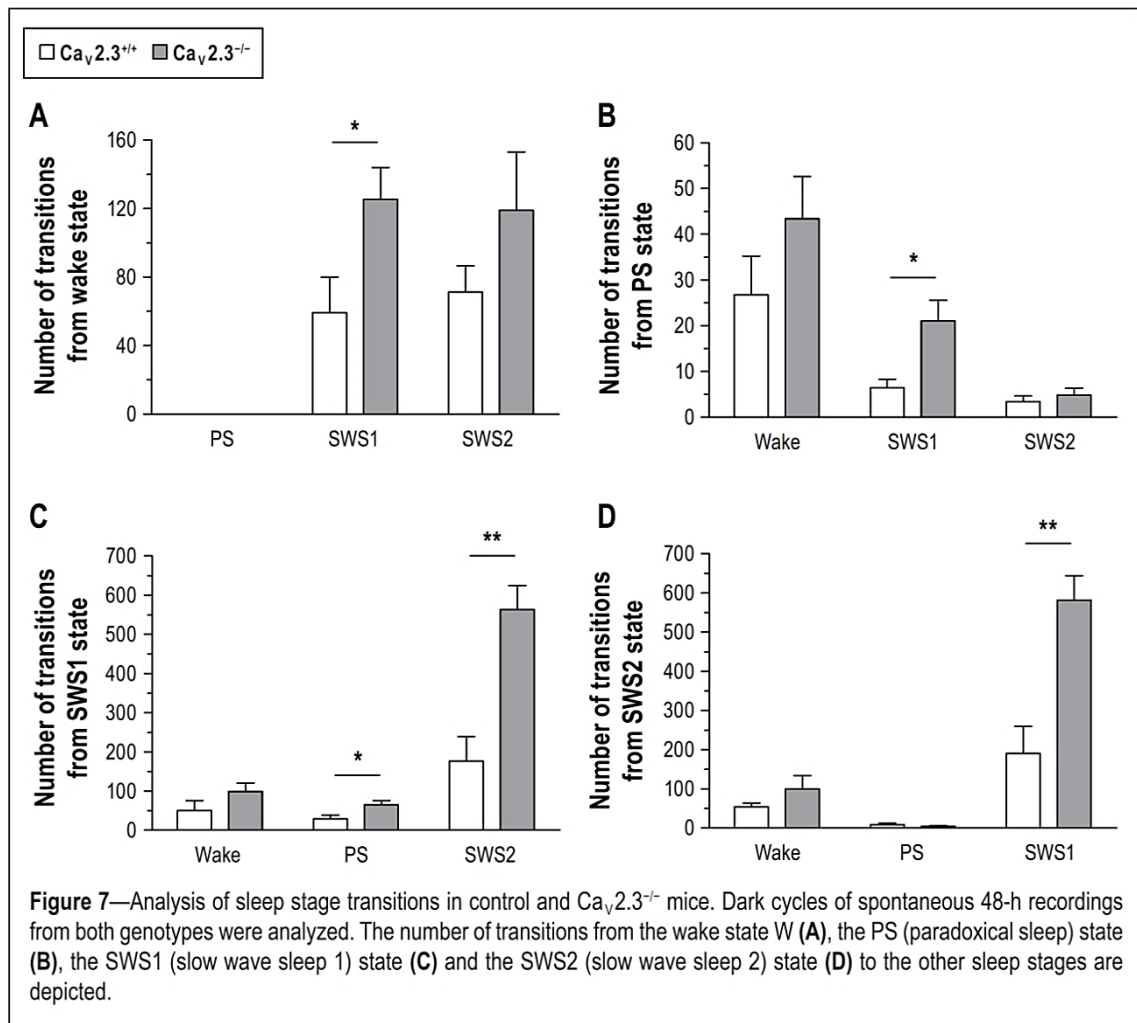 Caᵥ2.3⁺/⁺ Caᵥ2.3⁻/⁻
A
Number of transitions
from wake state
160
120
80
40
0
*
PS SWS1 SWS2
B
Number of transitions
from PS state
60
50
40
30
20
10
0
*
Wake SWS1 SWS2
C
Number of transitions
from SWS1 state
700
600
500
400
300
200
100
0
*
**
Wake PS SWS2
D
Number of transitions
from SWS2 state
700
600
500
400
300
200
100
0
**
Wake PS SWS1
Figure 7—Analysis of sleep stage transitions in control and Caᵥ2.3⁻/⁻ mice. Dark cycles of spontaneous 48-h recordings
from both genotypes were analyzed. The number of transitions from the wake state W (A), the PS (paradoxical sleep) state
(B), the SWS1 (slow wave sleep 1) state (C) and the SWS2 (slow wave sleep 2) state (D) to the other sleep stages are
depicted.